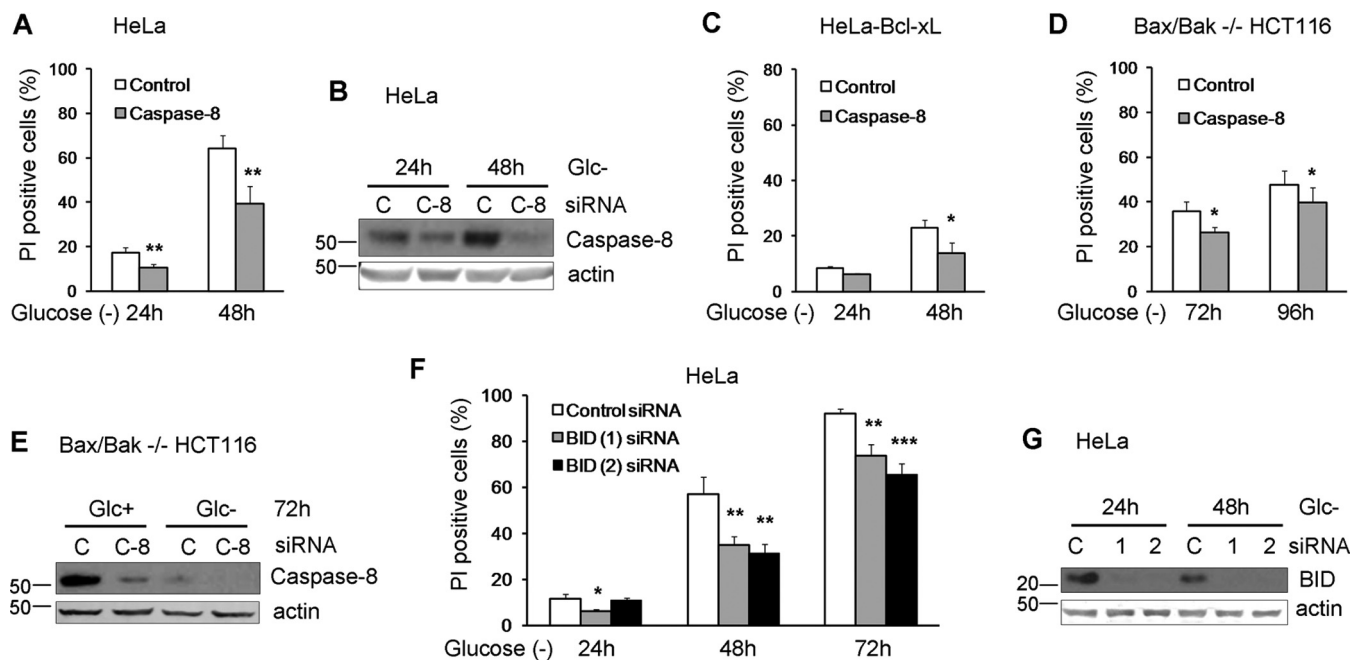 A
HeLa
PI positive cells (%)
100
80
60
40
20
0
Control
Caspase-8
**
**
Glucose (-) 24h 48h
B
HeLa
24h 48h Glc-
C C-8 C C-8 siRNA
50 Caspase-8
50 actin
C
HeLa-Bcl-xL
PI positive cells (%)
80
60
40
20
0
Control
Caspase-8
*
Glucose (-) 24h 48h
D
Bax/Bak -/- HCT116
PI positive cells (%)
100
80
60
40
20
0
Control
Caspase-8
*
*
Glucose (-) 72h 96h
E
Bax/Bak -/- HCT116
Glc+ Glc- 72h
C C-8 C C-8 siRNA
50 Caspase-8
50 actin
F
HeLa
PI positive cells (%)
100
80
60
40
20
0
Control siRNA
BID (1) siRNA
BID (2) siRNA
*
** **
** ***
Glucose (-) 24h 48h 72h
G
HeLa
24h 48h Glc-
C 1 2 C 1 2 siRNA
20 BID
50 actin